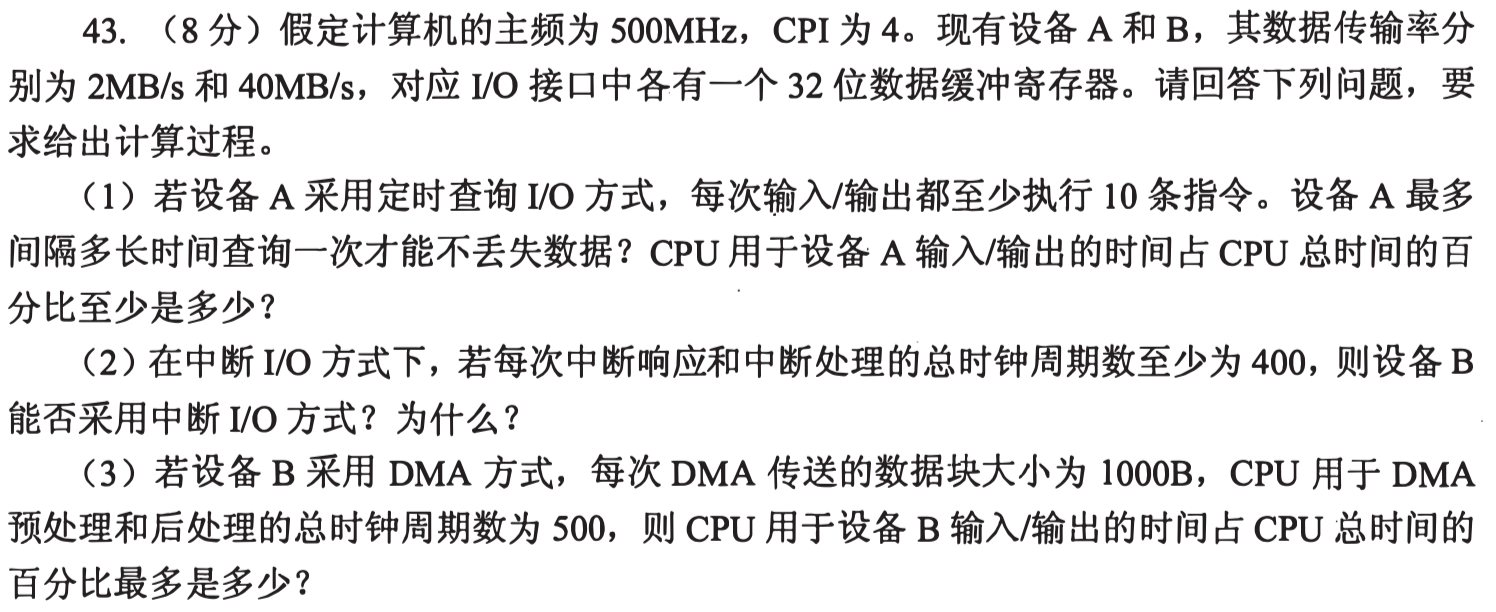 43. （8 分）假定计算机的主频为 500MHz，CPI 为 4。现有设备 A 和 B，其数据传输率分
别为 2MB/s 和 40MB/s，对应 I/O 接口中各有一个 32 位数据缓冲寄存器。请回答下列问题，要
求给出计算过程。
（1）若设备 A 采用定时查询 I/O 方式，每次输入/输出都至少执行 10 条指令。设备 A 最多
间隔多长时间查询一次才能不丢失数据？CPU 用于设备 A 输入/输出的时间占 CPU 总时间的百
分比至少是多少？
（2）在中断 I/O 方式下，若每次中断响应和中断处理的总时钟周期数至少为 400，则设备 B
能否采用中断 I/O 方式？为什么？
（3）若设备 B 采用 DMA 方式，每次 DMA 传送的数据块大小为 1000B，CPU 用于 DMA
预处理和后处理的总时钟周期数为 500，则 CPU 用于设备 B 输入/输出的时间占 CPU 总时间的
百分比最多是多少？